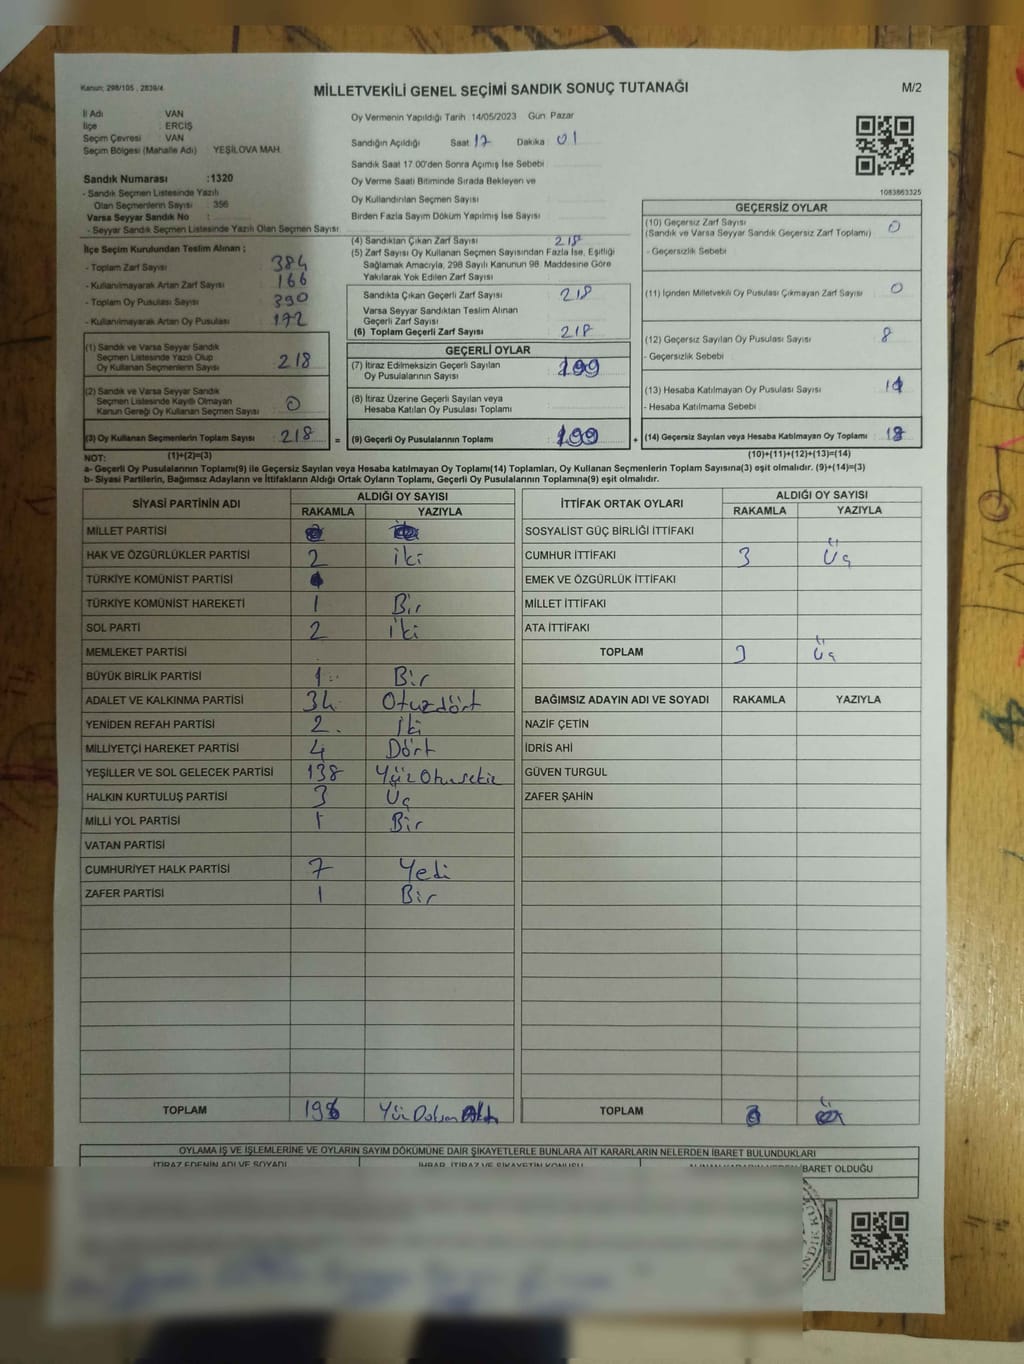 Kanun: 298/105 , 2839/4
MİLLETVEKİLİ GENEL SEÇİMİ SANDIK SONUÇ TUTANAĞI
M/2
İl Adı VAN
İlçe : ERCİŞ
Seçim Çevresi : VAN
Seçim Bölgesi (Mahalle Adı) : YEŞİLOVA MAH.
Oy Vermenin Yapıldığı Tarih 14/05/2023 Gün: Pazar
Sandığın Açıldığı Saat 17 Dakika 01
Sandık Saat 17:00'den Sonra Açımış İse Sebebi
Oy Verme Saati Bitiminde Sırada Bekleyen ve
Oy Kullandırılan Seçmen Sayısı
Birden Fazla Sayım Döküm Yapılmış İse Sayısı
1083863325
Sandık Numarası :1320
- Sandık Seçmen Listesinde Yazılı
Olan Seçmenlerin Sayısı : 356
Varsa Seyyar Sandık No :
- Seyyar Sandık Seçmen Listesinde Yazılı Olan Seçmen Sayısı
İlçe Seçim Kurulundan Teslim Alınan ;
- Toplam Zarf Sayısı 384
- Kullanılmayarak Artan Zarf Sayısı 166
- Toplam Oy Pusulası Sayısı 390
- Kullanılmayarak Artan Oy Pusulası 172
(1) Sandık ve Varsa Seyyar Sandık
Seçmen Listesinde Yazılı Olup
Oy Kullanan Seçmenlerin Sayısı 218
(2) Sandık ve Varsa Seyyar Sandık
Seçmen Listesinde Kayıtlı Olmayan
Kanun Gereği Oy Kullanan Seçmen Sayısı 0
(3) Oy Kullanan Seçmenlerin Toplam Sayısı 218 =
(1)+(2)=(3)
(4) Sandıktan Çıkan Zarf Sayısı 218
(5) Zarf Sayısı Oy Kullanan Seçmen Sayısından Fazla İse, Eşitliği
Sağlamak Amacıyla, 298 Sayılı Kanunun 98. Maddesine Göre
Yakılarak Yok Edilen Zarf Sayısı
Sandıkta Çıkan Geçerli Zarf Sayısı 218
Varsa Seyyar Sandıktan Teslim Alınan
Geçerli Zarf Sayısı
(6) Toplam Geçerli Zarf Sayısı 218
GEÇERLİ OYLAR
(7) İtiraz Edilmeksizin Geçerli Sayılan
Oy Pusulalarının Sayısı 199
(8) İtiraz Üzerine Geçerli Sayılan veya
Hesaba Katılan Oy Pusulası Toplamı
(9) Geçerli Oy Pusulalarının Toplamı 199 +
GEÇERSİZ OYLAR
(10) Geçersiz Zarf Sayısı 0
(Sandık ve Varsa Seyyar Sandık Geçersiz Zarf Toplamı)
- Geçersizlik Sebebi
(11) İçinden Milletvekili Oy Pusulası Çıkmayan Zarf Sayısı 0
(12) Geçersiz Sayılan Oy Pusulası Sayısı 8
- Geçersizlik Sebebi
(13) Hesaba Katılmayan Oy Pusulası Sayısı
- Hesaba Katılmama Sebebi
(14) Geçersiz Sayılan veya Hesaba Katılmayan Oy Toplamı
(10)+(11)+(12)+(13)=(14)
NOT:
a- Geçerli Oy Pusulalarının Toplamı(9) ile Geçersiz Sayılan veya Hesaba katılmayan Oy Toplamı(14) Toplamları, Oy Kullanan Seçmenlerin Toplam Sayısına(3) eşit olmalıdır. (9)+(14)=(3)
b- Siyasi Partilerin, Bağımsız Adayların ve İttifakların Aldığı Ortak Oyların Toplamı, Geçerli Oy Pusulalarının Toplamına(9) eşit olmalıdır.
SİYASİ PARTİNİN ADI ALDIĞI OY SAYISI
RAKAMLA YAZIYLA
MİLLET PARTİSİ
HAK VE ÖZGÜRLÜKLER PARTİSİ 2 iki
TÜRKİYE KOMÜNİST PARTİSİ
TÜRKİYE KOMÜNİST HAREKETİ 1 Bir
SOL PARTİ 2 iki
MEMLEKET PARTİSİ
BÜYÜK BİRLİK PARTİSİ 1 Bir
ADALET VE KALKINMA PARTİSİ 34 Otuzdört
YENİDEN REFAH PARTİSİ 2 İki
MİLLİYETÇİ HAREKET PARTİSİ 4 Dört
YEŞİLLER VE SOL GELECEK PARTİSİ 138 Yüz Otuzsekiz
HALKIN KURTULUŞ PARTİSİ 3 Üç
MİLLİ YOL PARTİSİ 1 Bir
VATAN PARTİSİ
CUMHURİYET HALK PARTİSİ 7 Yedi
ZAFER PARTİSİ 1 Bir
TOPLAM 196 Yüz Doksan Altı
İTTİFAK ORTAK OYLARI ALDIĞI OY SAYISI
RAKAMLA YAZIYLA
SOSYALİST GÜÇ BİRLİĞİ İTTİFAKI
CUMHUR İTTİFAKI 3 Üç
EMEK VE ÖZGÜRLÜK İTTİFAKI
MİLLET İTTİFAKI
ATA İTTİFAKI
TOPLAM 3 Üç
BAĞIMSIZ ADAYIN ADI VE SOYADI RAKAMLA YAZIYLA
NAZİF ÇETİN
İDRİS AHİ
GÜVEN TURGUL
ZAFER ŞAHİN
TOPLAM
OYLAMA İŞ VE İŞLEMLERİNE VE OYLARIN SAYIM DÖKÜMÜNE DAİR ŞİKAYETLERLE BUNLARA AİT KARARLARIN NELERDEN İBARET BULUNDUKLARI
İTİRAZ EDENİN ADI VE SOYADI İHBAR, İTİRAZ VE ŞİKAYETİN KONUSU İBARET OLDUĞU